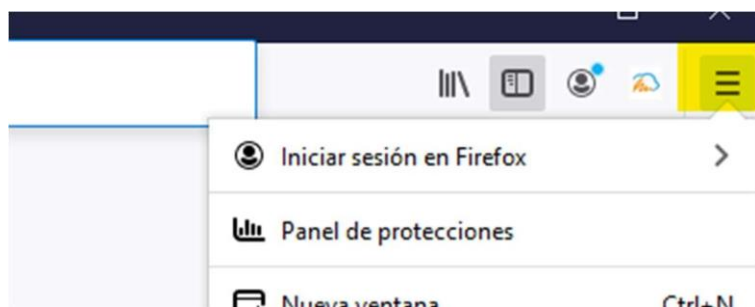 Iniciar sesión en Firefox
Panel de protecciones
Nueva ventana Ctrl+N